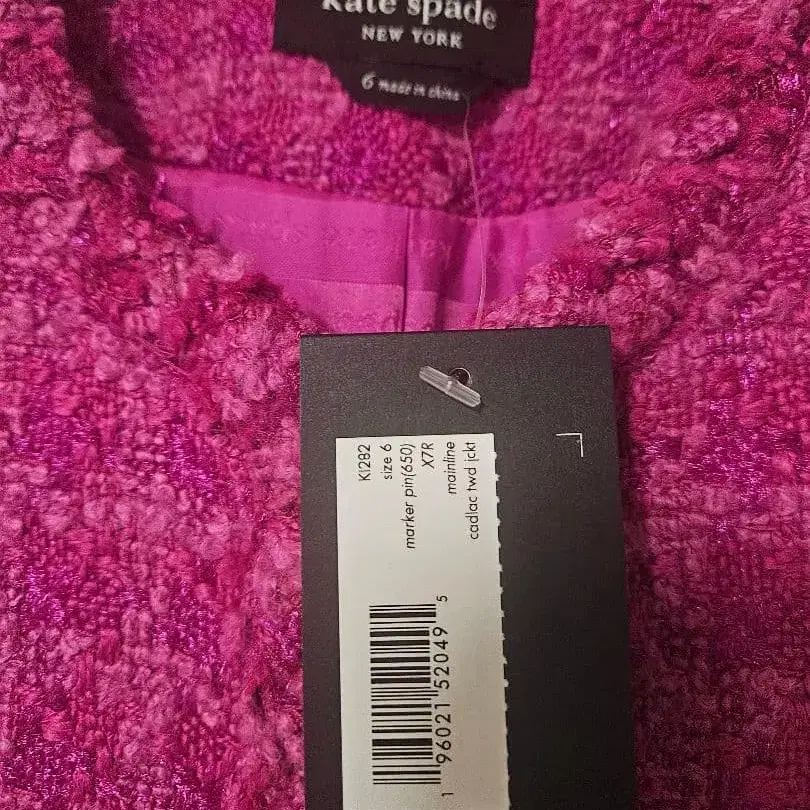 kate spade
NEW YORK
6 made in china
KI282
size 6
marker pin(650)
X7R
mainline
cadlac twd jckt
1 96021 52049 5